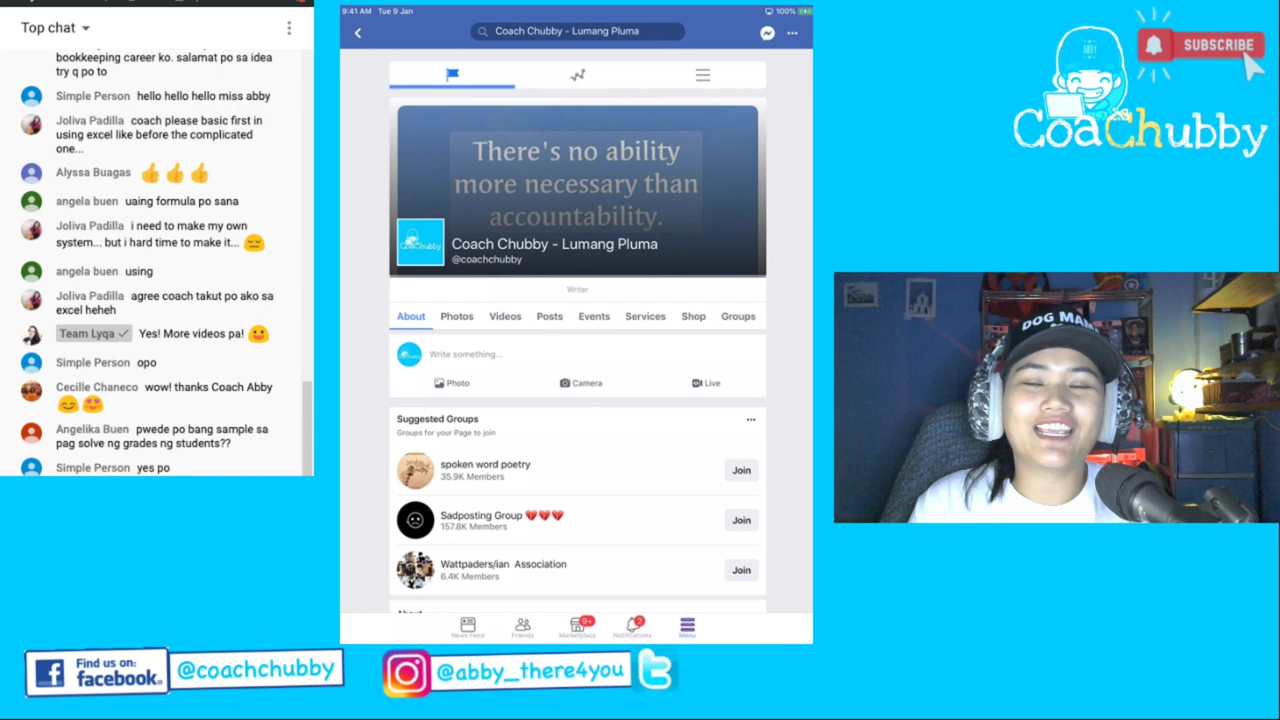 Top chat
bookkeeping career ko. salamat po sa idea
try q po to
Simple Person hello hello hello miss abby
Joliva Padilla coach please basic first in
using excel like before the complicated
one...
Alyssa Buagas 👍👍👍
angela buen uaing formula po sana
Joliva Padilla i need to make my own
system... but i hard time to make it... 😔
angela buen using
Joliva Padilla agree coach takut po ako sa
excel heheh
Team Lyqa ✓ Yes! More videos pa! 🙂
Simple Person opo
Cecille Chaneco wow! thanks Coach Abby
😊😍
Angelika Buen pwede po bang sample sa
pag solve ng grades ng students??
Simple Person yes po
9:41 AM Tue 9 Jan
100%
Coach Chubby - Lumang Pluma
There's no ability
more necessary than
accountability.
CoaChubby
Coach Chubby - Lumang Pluma
@coachchubby
Writer
About Photos Videos Posts Events Services Shop Groups
Write something...
Photo Camera Live
Suggested Groups
Groups for your Page to join
spoken word poetry
35.9K Members
Join
Sadposting Group 💔💔💔
157.8K Members
Join
Wattpaders/ian Association
6.4K Members
Join
About
9+
2
News Feed Friends Marketplace Notifications Menu
ABBY
SUBSCRIBE
CoaChubby
DOG MAMA
Find us on:
facebook.
@coachchubby
@abby_there4you